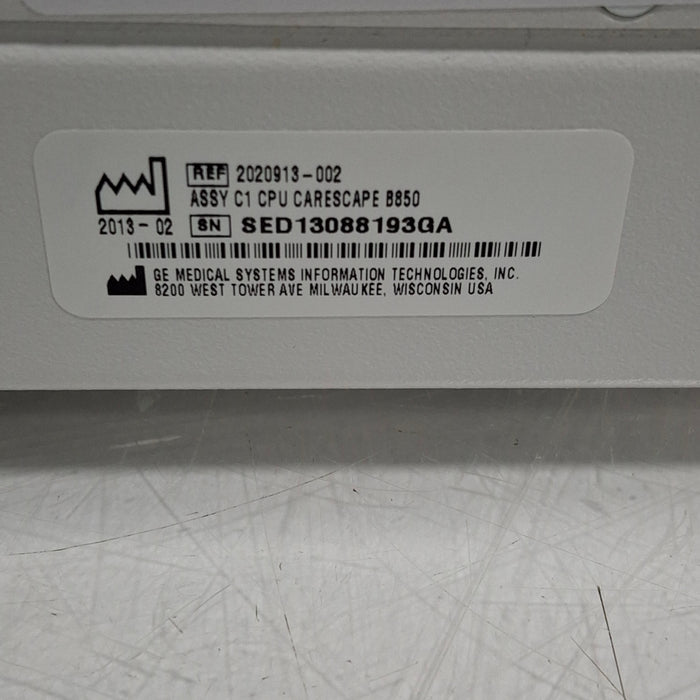 REF 2020913-002
ASSY C1 CPU CARESCAPE B850
2013-02 SN SED13088193GA
GE MEDICAL SYSTEMS INFORMATION TECHNOLOGIES, INC.
8200 WEST TOWER AVE MILWAUKEE, WISCONSIN USA